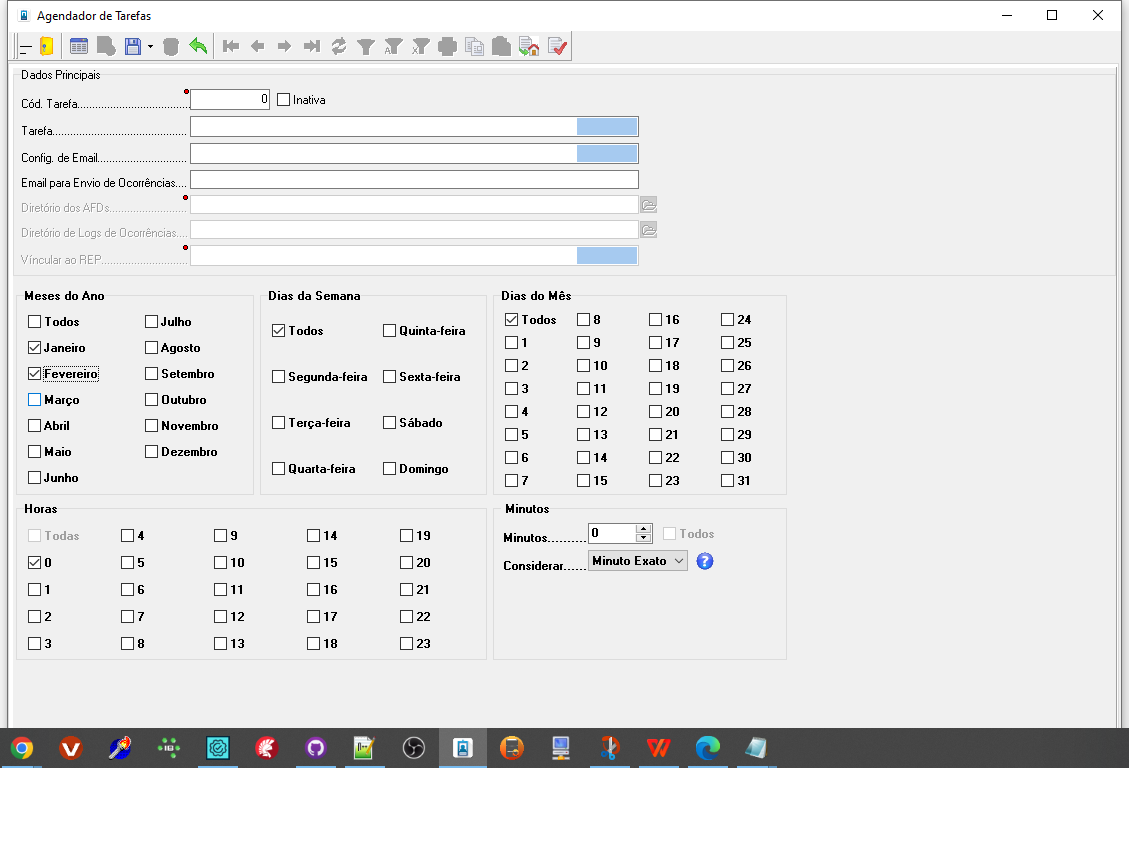 Agendador de Tarefas
Dados Principais
Cód. Tarefa..................................... 0 Inativa
Tarefa.............................................
Config. de Email..............................
Email para Envio de Ocorrências....
Diretório dos AFDs..........................
Diretório de Logs de Ocorrências....
Víncular ao REP.............................
Meses do Ano
Todos Julho
Janeiro Agosto
Fevereiro Setembro
Março Outubro
Abril Novembro
Maio Dezembro
Junho
Dias da Semana
Todos Quinta-feira
Segunda-feira Sexta-feira
Terça-feira Sábado
Quarta-feira Domingo
Dias do Mês
Todos 8 16 24
1 9 17 25
2 10 18 26
3 11 19 27
4 12 20 28
5 13 21 29
6 14 22 30
7 15 23 31
Horas
Todas 4 9 14 19
0 5 10 15 20
1 6 11 16 21
2 7 12 17 22
3 8 13 18 23
Minutos
Minutos.......... 0 Todos
Considerar...... Minuto Exato ?